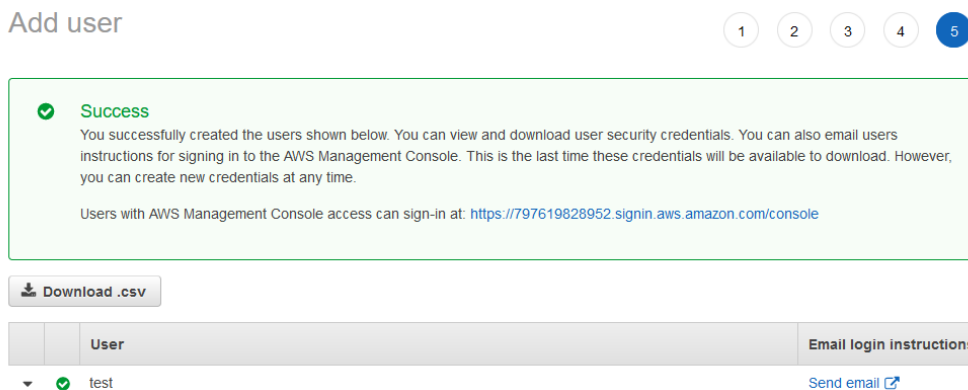 Add user
1 2 3 4 5
Success
You successfully created the users shown below. You can view and download user security credentials. You can also email users
instructions for signing in to the AWS Management Console. This is the last time these credentials will be available to download. However,
you can create new credentials at any time.
Users with AWS Management Console access can sign-in at: https://797619828952.signin.aws.amazon.com/console
Download .csv
User Email login instructions
test Send email